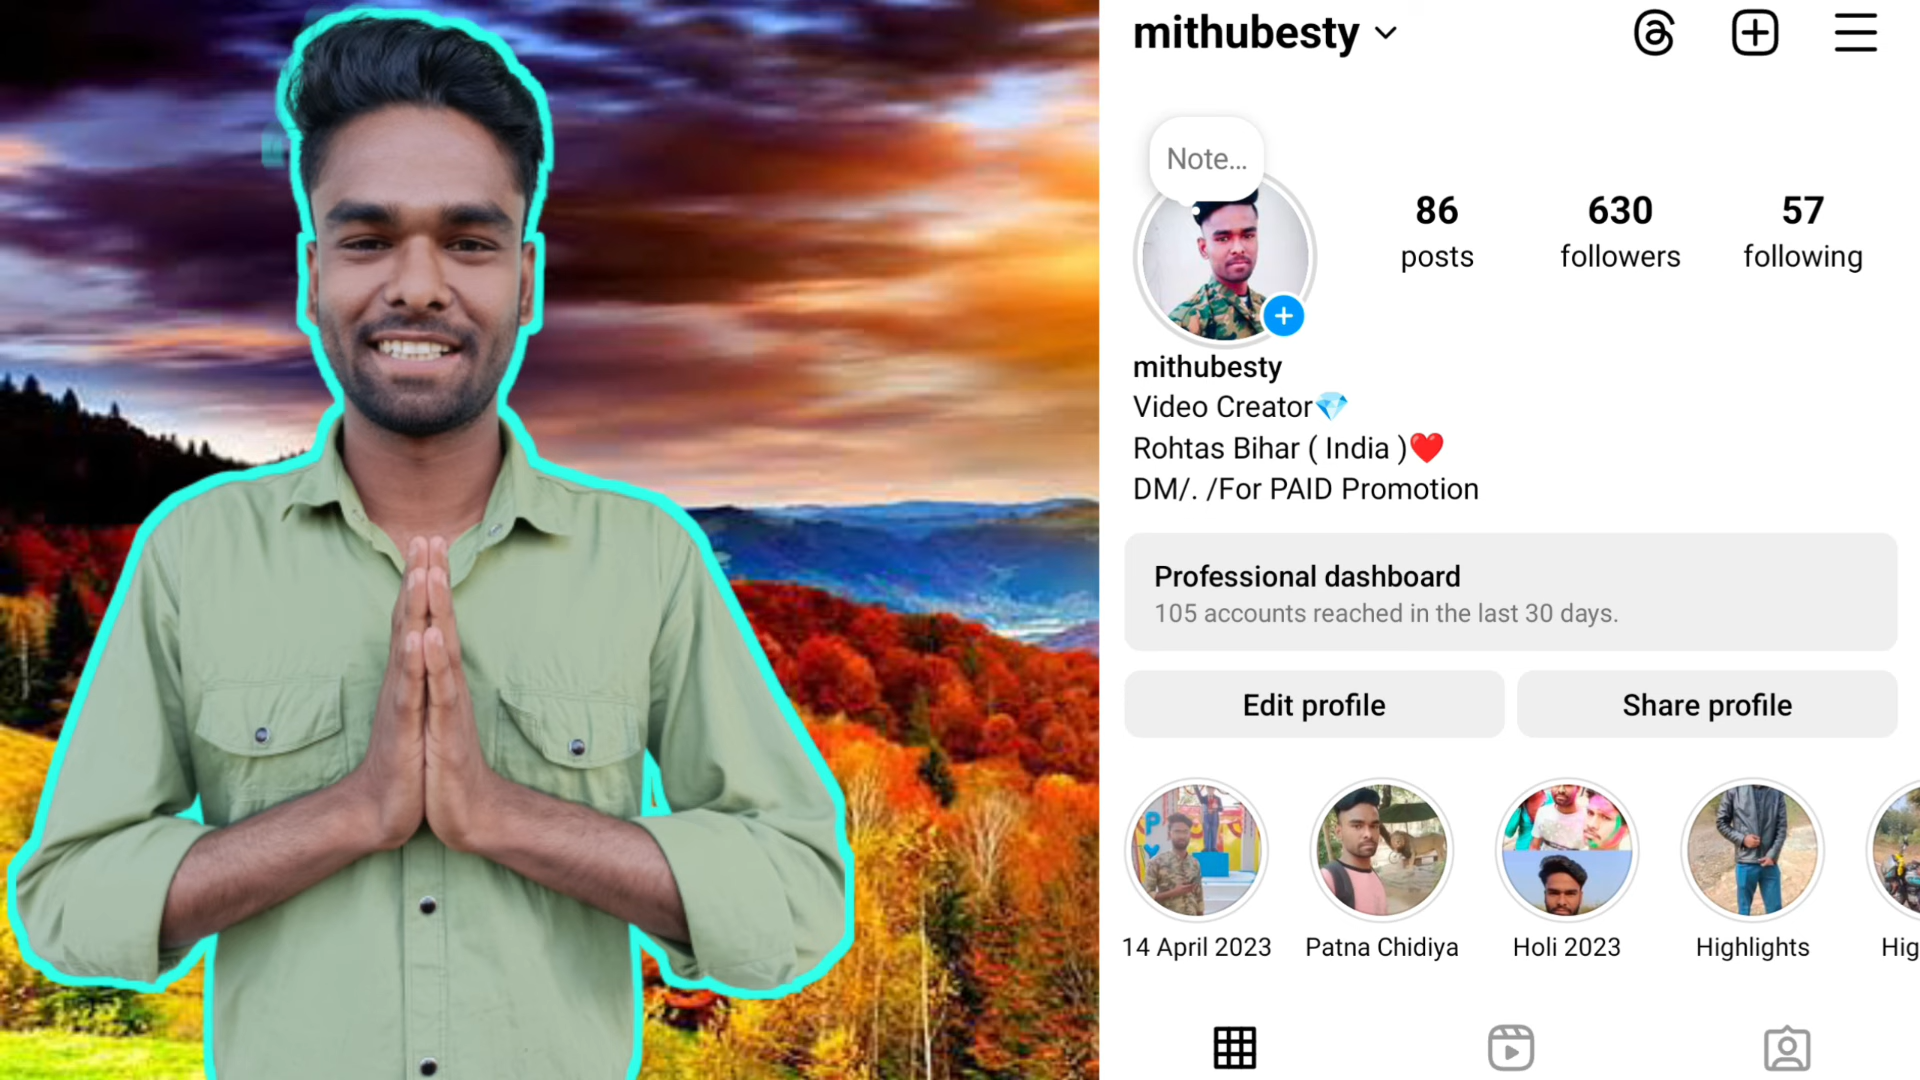 mithubesty
Note...
86 630 57
posts followers following
mithubesty
Video Creator💎
Rohtas Bihar ( India )❤️
DM/. /For PAID Promotion
Professional dashboard
105 accounts reached in the last 30 days.
Edit profile Share profile
14 April 2023 Patna Chidiya Holi 2023 Highlights Hig